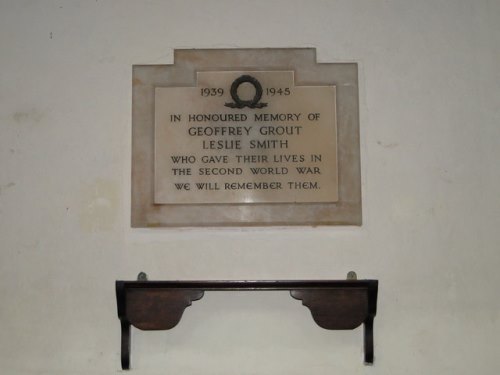 1939 1945
IN HONOURED MEMORY OF
GEOFFREY GROUT
LESLIE SMITH
WHO GAVE THEIR LIVES IN
THE SECOND WORLD WAR
WE WILL REMEMBER THEM.